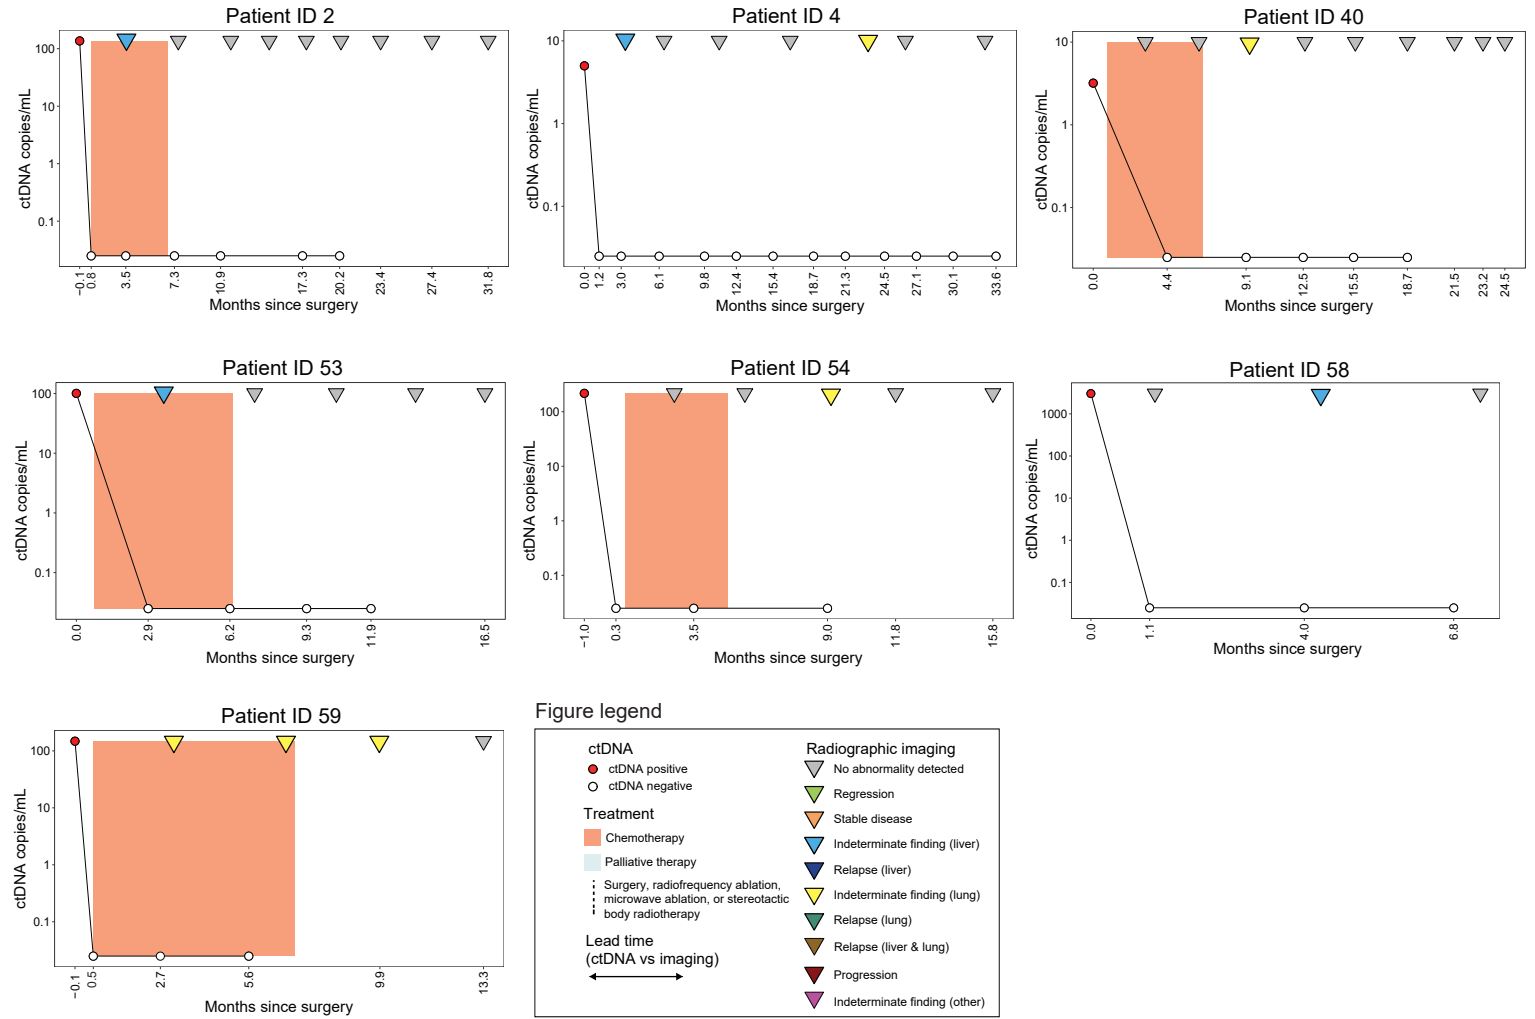 Patient ID 2
ctDNA copies/mL
100
10
1
0.1
−0.1
0.8
3.5
7.3
10.9
17.3
20.2
23.4
27.4
31.8
Months since surgery
Patient ID 4
ctDNA copies/mL
10
1
0.1
0.0
1.2
3.0
6.1
9.8
12.4
15.4
18.7
21.3
24.5
27.1
30.1
33.6
Months since surgery
Patient ID 40
ctDNA copies/mL
10
1
0.1
0.0
4.4
9.1
12.5
15.5
18.7
21.5
23.2
24.5
Months since surgery
Patient ID 53
ctDNA copies/mL
100
10
1
0.1
0.0
2.9
6.2
9.3
11.9
16.5
Months since surgery
Patient ID 54
ctDNA copies/mL
100
10
1
0.1
−1.0
0.3
3.5
9.0
11.8
15.8
Months since surgery
Patient ID 58
ctDNA copies/mL
1000
100
10
1
0.1
0.0
1.1
4.0
6.8
Months since surgery
Patient ID 59
ctDNA copies/mL
100
10
1
0.1
−0.1
0.5
2.7
5.6
9.9
13.3
Months since surgery
Figure legend
ctDNA
ctDNA positive
ctDNA negative
Treatment
Chemotherapy
Palliative therapy
Surgery, radiofrequency ablation,
microwave ablation, or stereotactic
body radiotherapy
Lead time
(ctDNA vs imaging)
Radiographic imaging
No abnormality detected
Regression
Stable disease
Indeterminate finding (liver)
Relapse (liver)
Indeterminate finding (lung)
Relapse (lung)
Relapse (liver & lung)
Progression
Indeterminate finding (other)